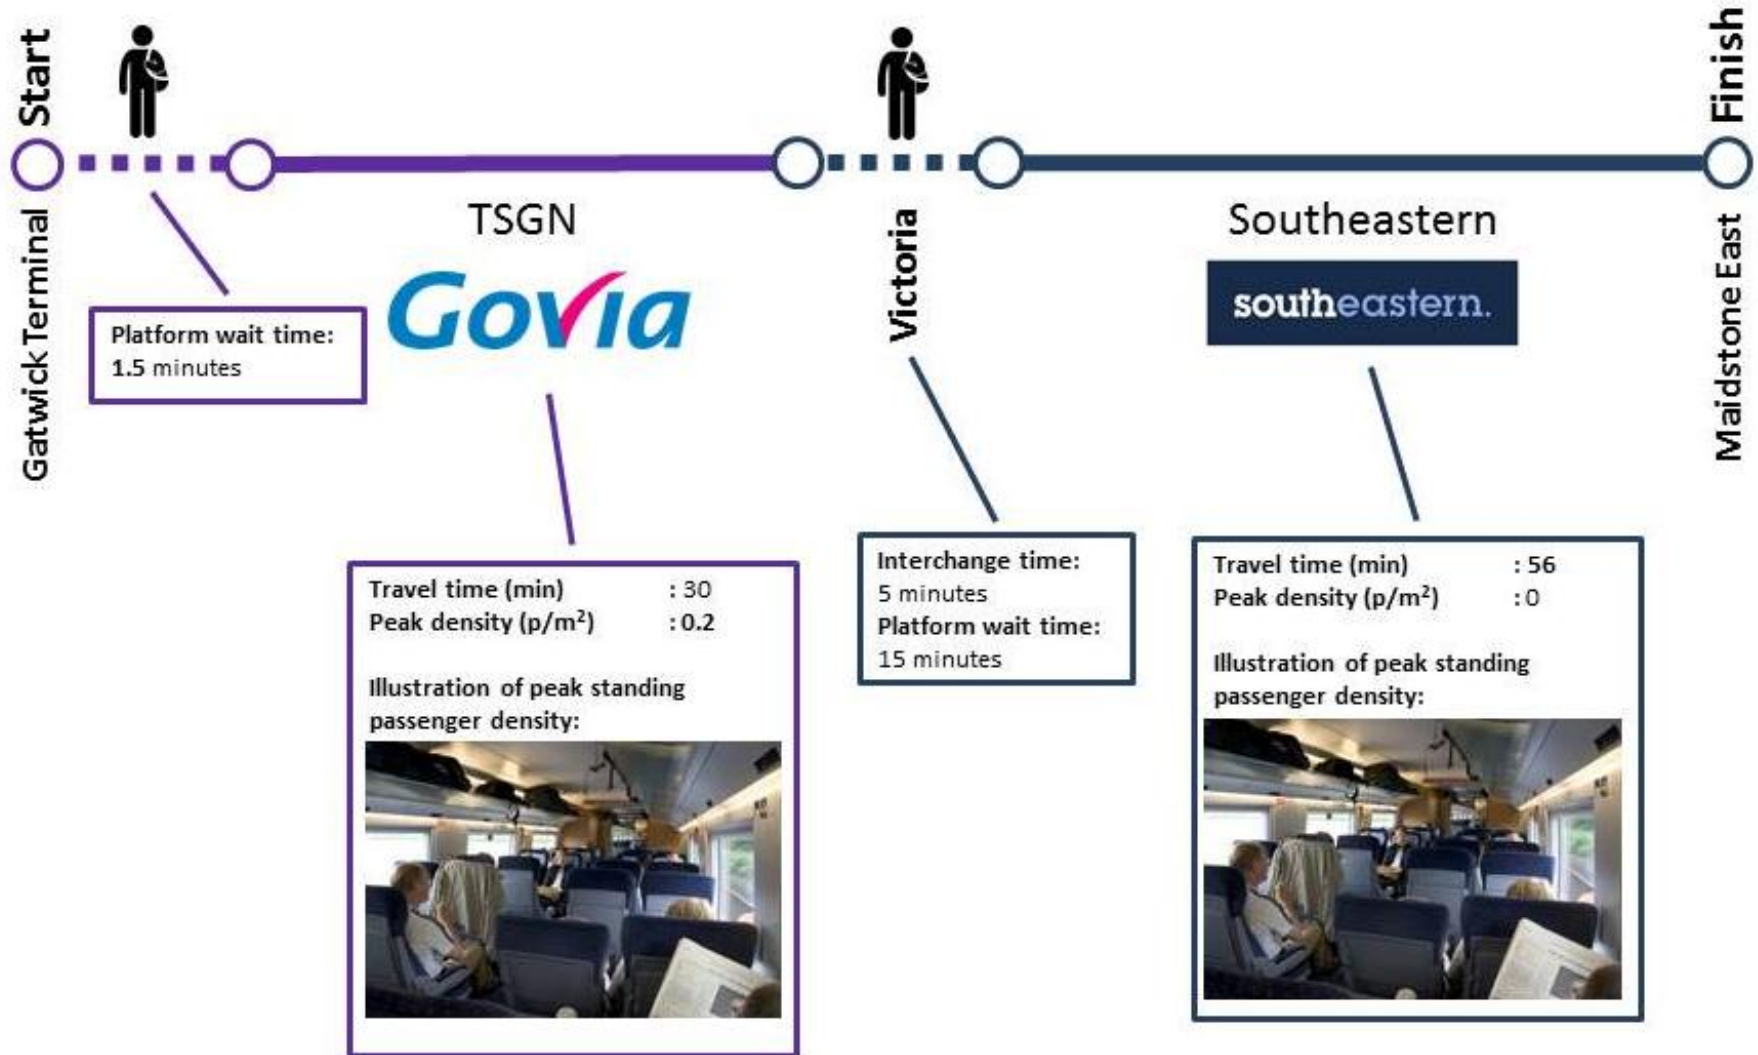 Start
Finish
Gatwick Terminal
TSGN
Govia
Platform wait time:
1.5 minutes
Victoria
Southeastern
southeastern.
Maidstone East
Travel time (min) : 30
Peak density (p/m²) : 0.2
Illustration of peak standing
passenger density:
Interchange time:
5 minutes
Platform wait time:
15 minutes
Travel time (min) : 56
Peak density (p/m²) : 0
Illustration of peak standing
passenger density: